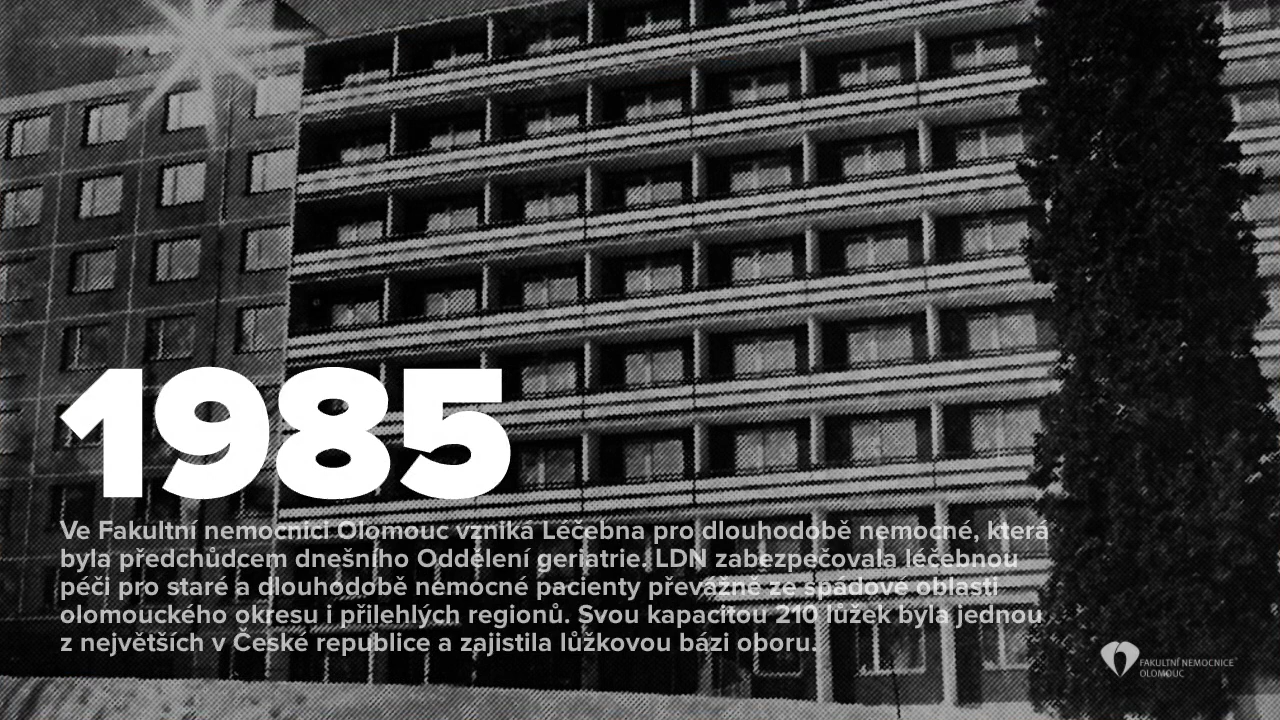 1985
Ve Fakultní nemocnici Olomouc vzniká Léčebna pro dlouhodobě nemocné, která
byla předchůdcem dnešního Oddělení geriatrie. LDN zabezpečovala léčebnou
péči pro staré a dlouhodobě nemocné pacienty převážně ze spádové oblasti
olomouckého okresu i přilehlých regionů. Svou kapacitou 210 lůžek byla jednou
z největších v České republice a zajistila lůžkovou bázi oboru.
FAKULTNÍ NEMOCNICE
OLOMOUC